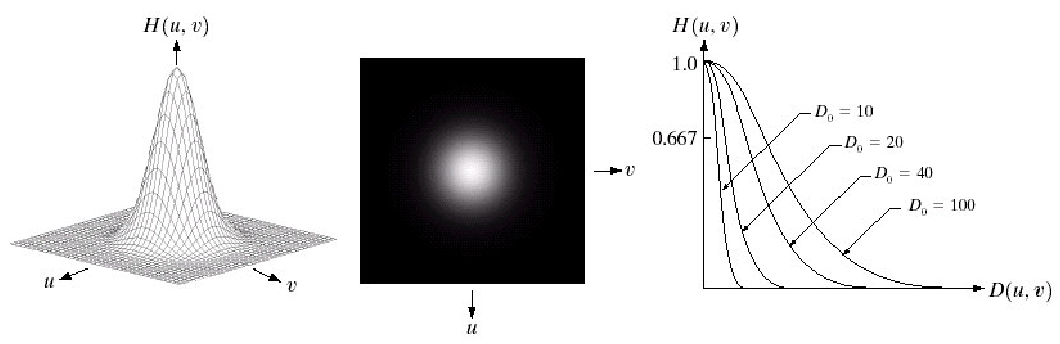 H(u, v)
u
v
v
u
H(u, v)
1.0
0.667
D₀ = 10
D₀ = 20
D₀ = 40
D₀ = 100
D(u, v)